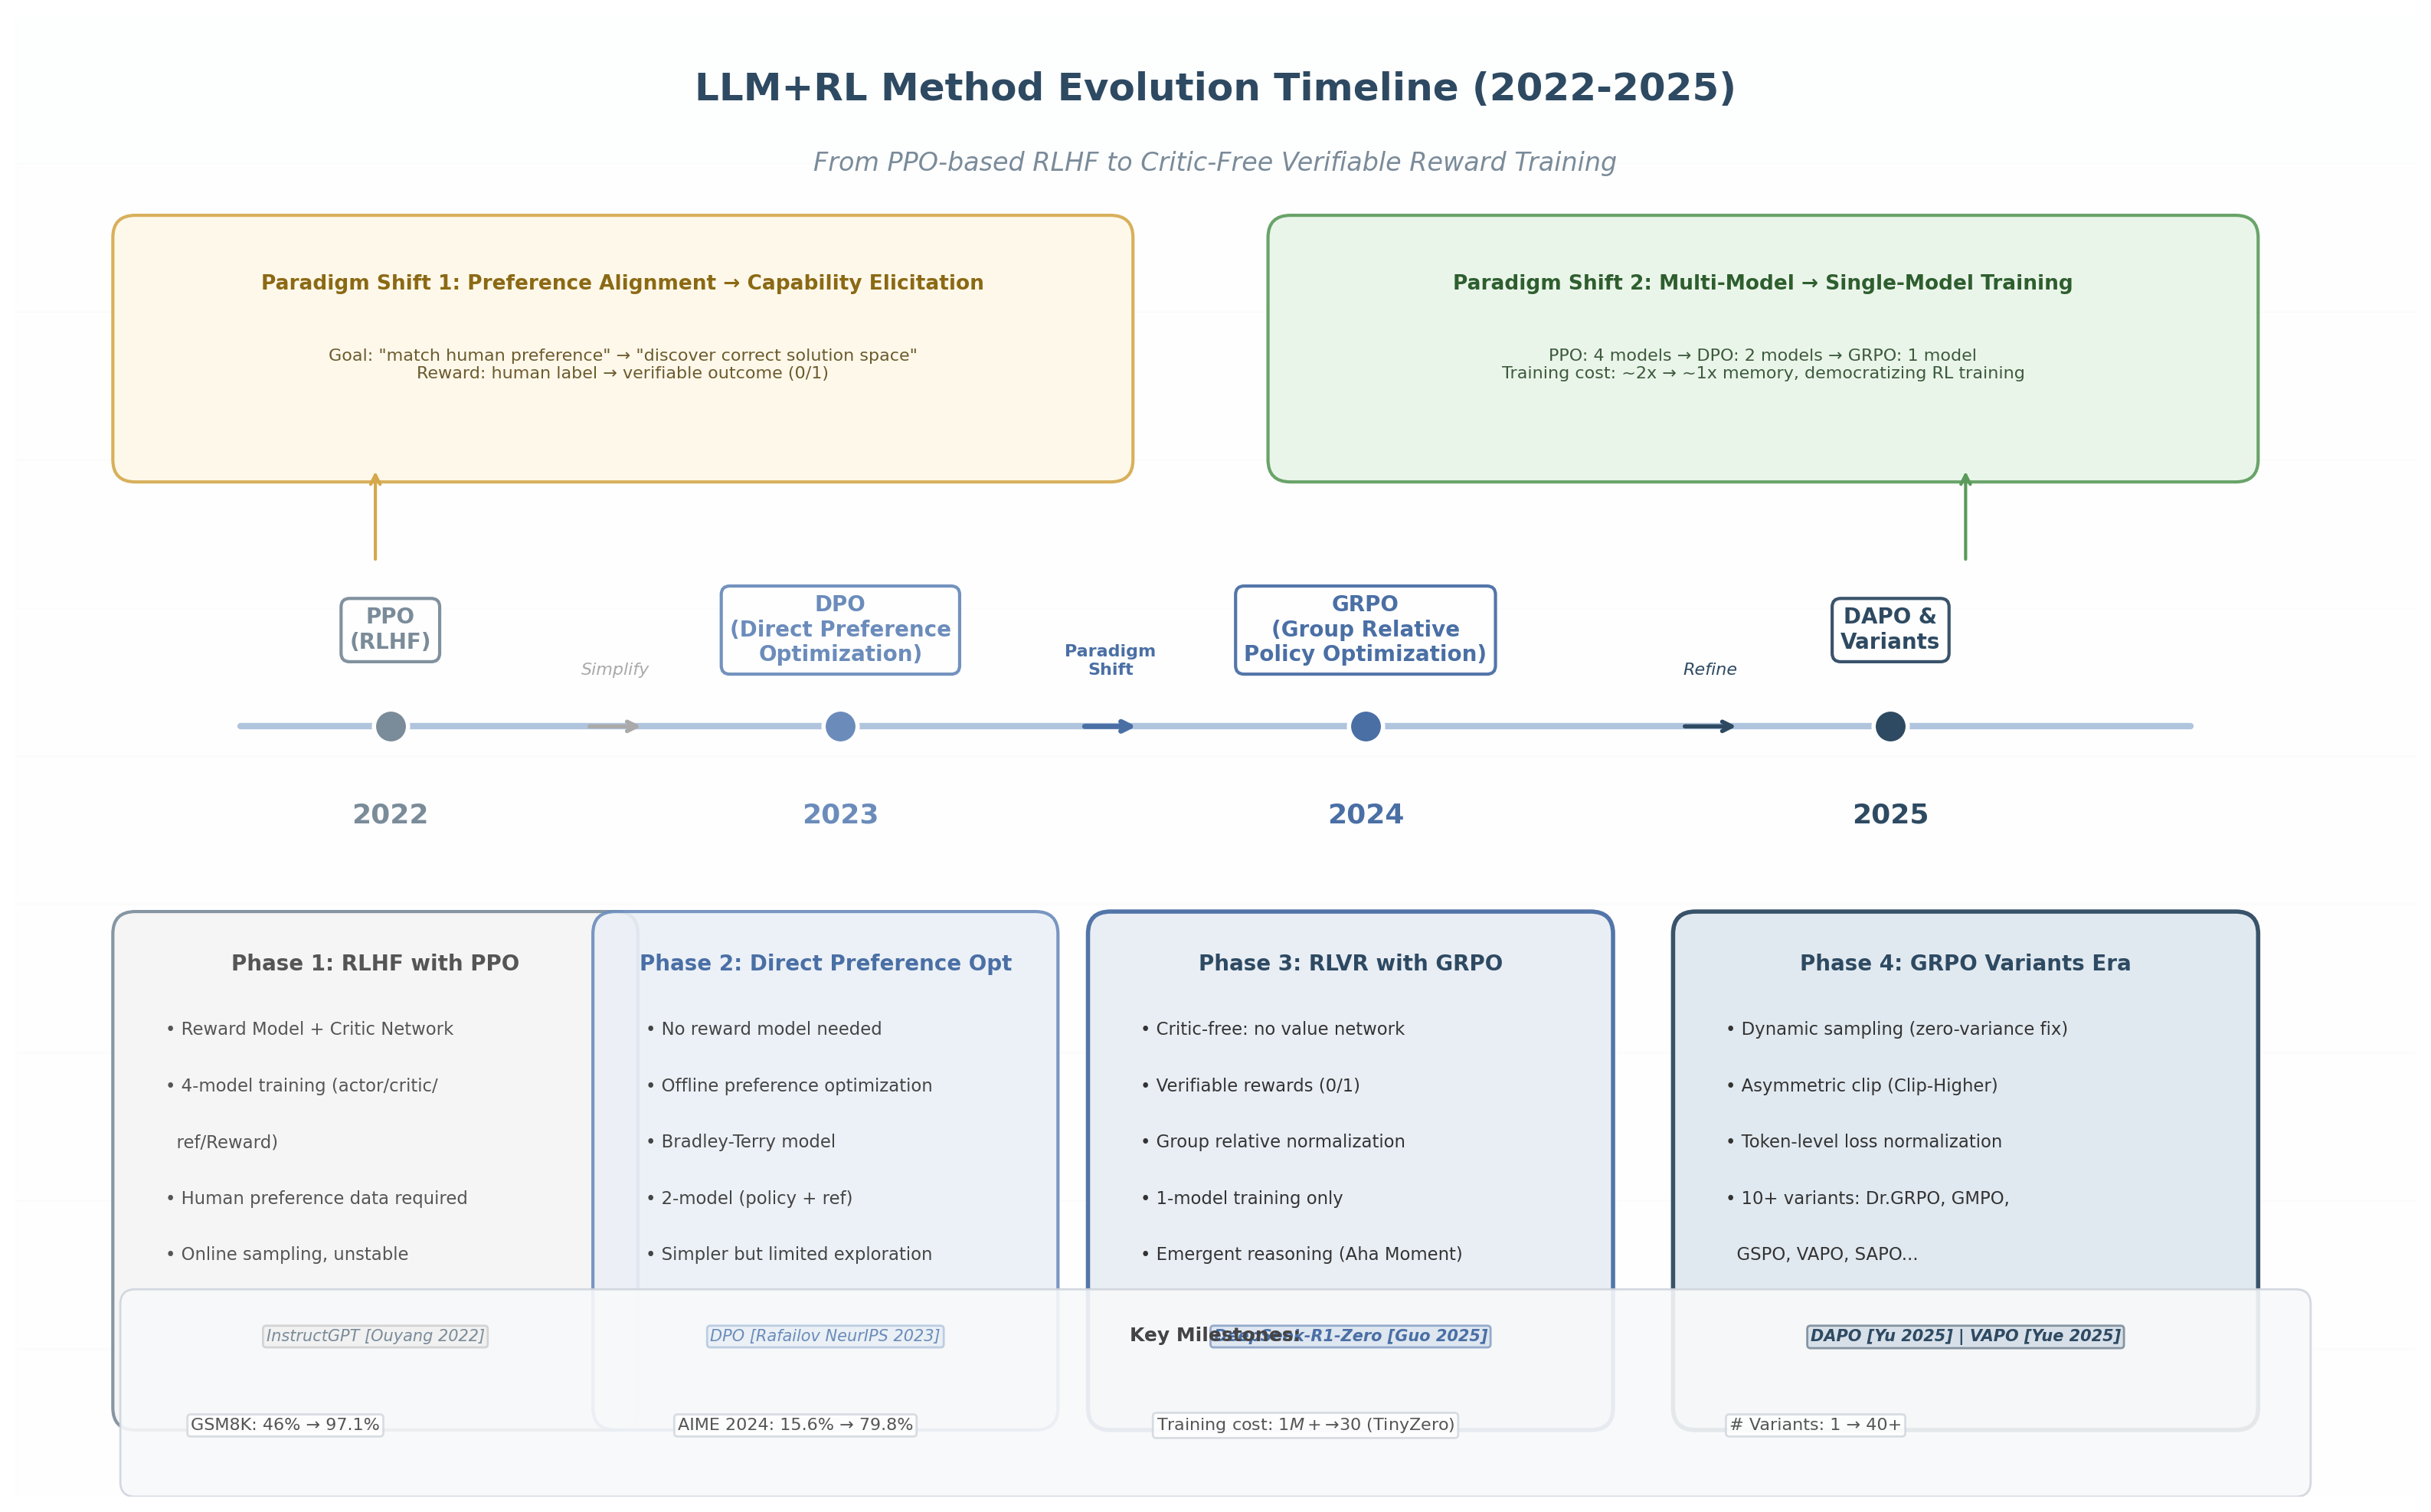 LLM+RL Method Evolution Timeline (2022-2025)
From PPO-based RLHF to Critic-Free Verifiable Reward Training
Paradigm Shift 1: Preference Alignment → Capability Elicitation
Goal: "match human preference" → "discover correct solution space"
Reward: human label → verifiable outcome (0/1)
Paradigm Shift 2: Multi-Model → Single-Model Training
PPO: 4 models → DPO: 2 models → GRPO: 1 model
Training cost: ~2x → ~1x memory, democratizing RL training
PPO
(RLHF)
Simplify
DPO
(Direct Preference
Optimization)
Paradigm
Shift
GRPO
(Group Relative
Policy Optimization)
Refine
DAPO &
Variants
2022
2023
2024
2025
Phase 1: RLHF with PPO
• Reward Model + Critic Network
• 4-model training (actor/critic/
ref/Reward)
• Human preference data required
• Online sampling, unstable
InstructGPT [Ouyang 2022]
Phase 2: Direct Preference Opt
• No reward model needed
• Offline preference optimization
• Bradley-Terry model
• 2-model (policy + ref)
• Simpler but limited exploration
DPO [Rafailov NeurIPS 2023]
Phase 3: RLVR with GRPO
• Critic-free: no value network
• Verifiable rewards (0/1)
• Group relative normalization
• 1-model training only
• Emergent reasoning (Aha Moment)
DeepSeek-R1-Zero [Guo 2025]
Phase 4: GRPO Variants Era
• Dynamic sampling (zero-variance fix)
• Asymmetric clip (Clip-Higher)
• Token-level loss normalization
• 10+ variants: Dr.GRPO, GMPO,
GSPO, VAPO, SAPO...
DAPO [Yu 2025] | VAPO [Yue 2025]
Key Milestones:
GSM8K: 46% → 97.1%
AIME 2024: 15.6% → 79.8%
Training cost: 1M+→30 (TinyZero)
# Variants: 1 → 40+